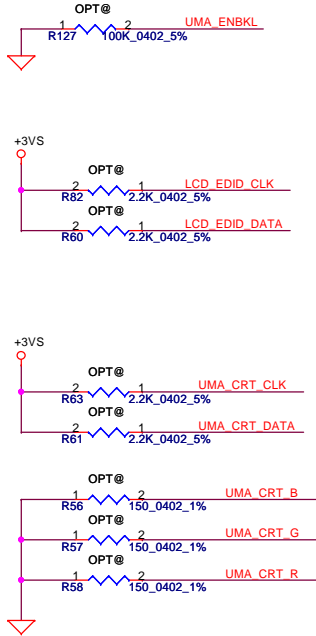 OPT@
1 2 UMA_ENBKL
R127 100K_0402_5%
+3VS
OPT@
2 1 LCD_EDID_CLK
R82 2.2K_0402_5%
OPT@
2 1 LCD_EDID_DATA
R60 2.2K_0402_5%
+3VS
OPT@
2 1 UMA_CRT_CLK
R63 2.2K_0402_5%
OPT@
2 1 UMA_CRT_DATA
R61 2.2K_0402_5%
OPT@
1 2 UMA_CRT_B
R56 150_0402_1%
OPT@
1 2 UMA_CRT_G
R57 150_0402_1%
OPT@
1 2 UMA_CRT_R
R58 150_0402_1%